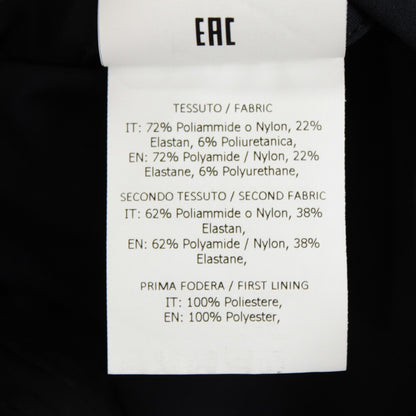 EAC
TESSUTO / FABRIC
IT: 72% Poliammide o Nylon, 22%
Elastan, 6% Poliuretanica,
EN: 72% Polyamide / Nylon, 22%
Elastane, 6% Polyurethane,
SECONDO TESSUTO / SECOND FABRIC
IT: 62% Poliammide o Nylon, 38%
Elastan,
EN: 62% Polyamide / Nylon, 38%
Elastane,
PRIMA FODERA / FIRST LINING
IT: 100% Poliestere,
EN: 100% Polyester,